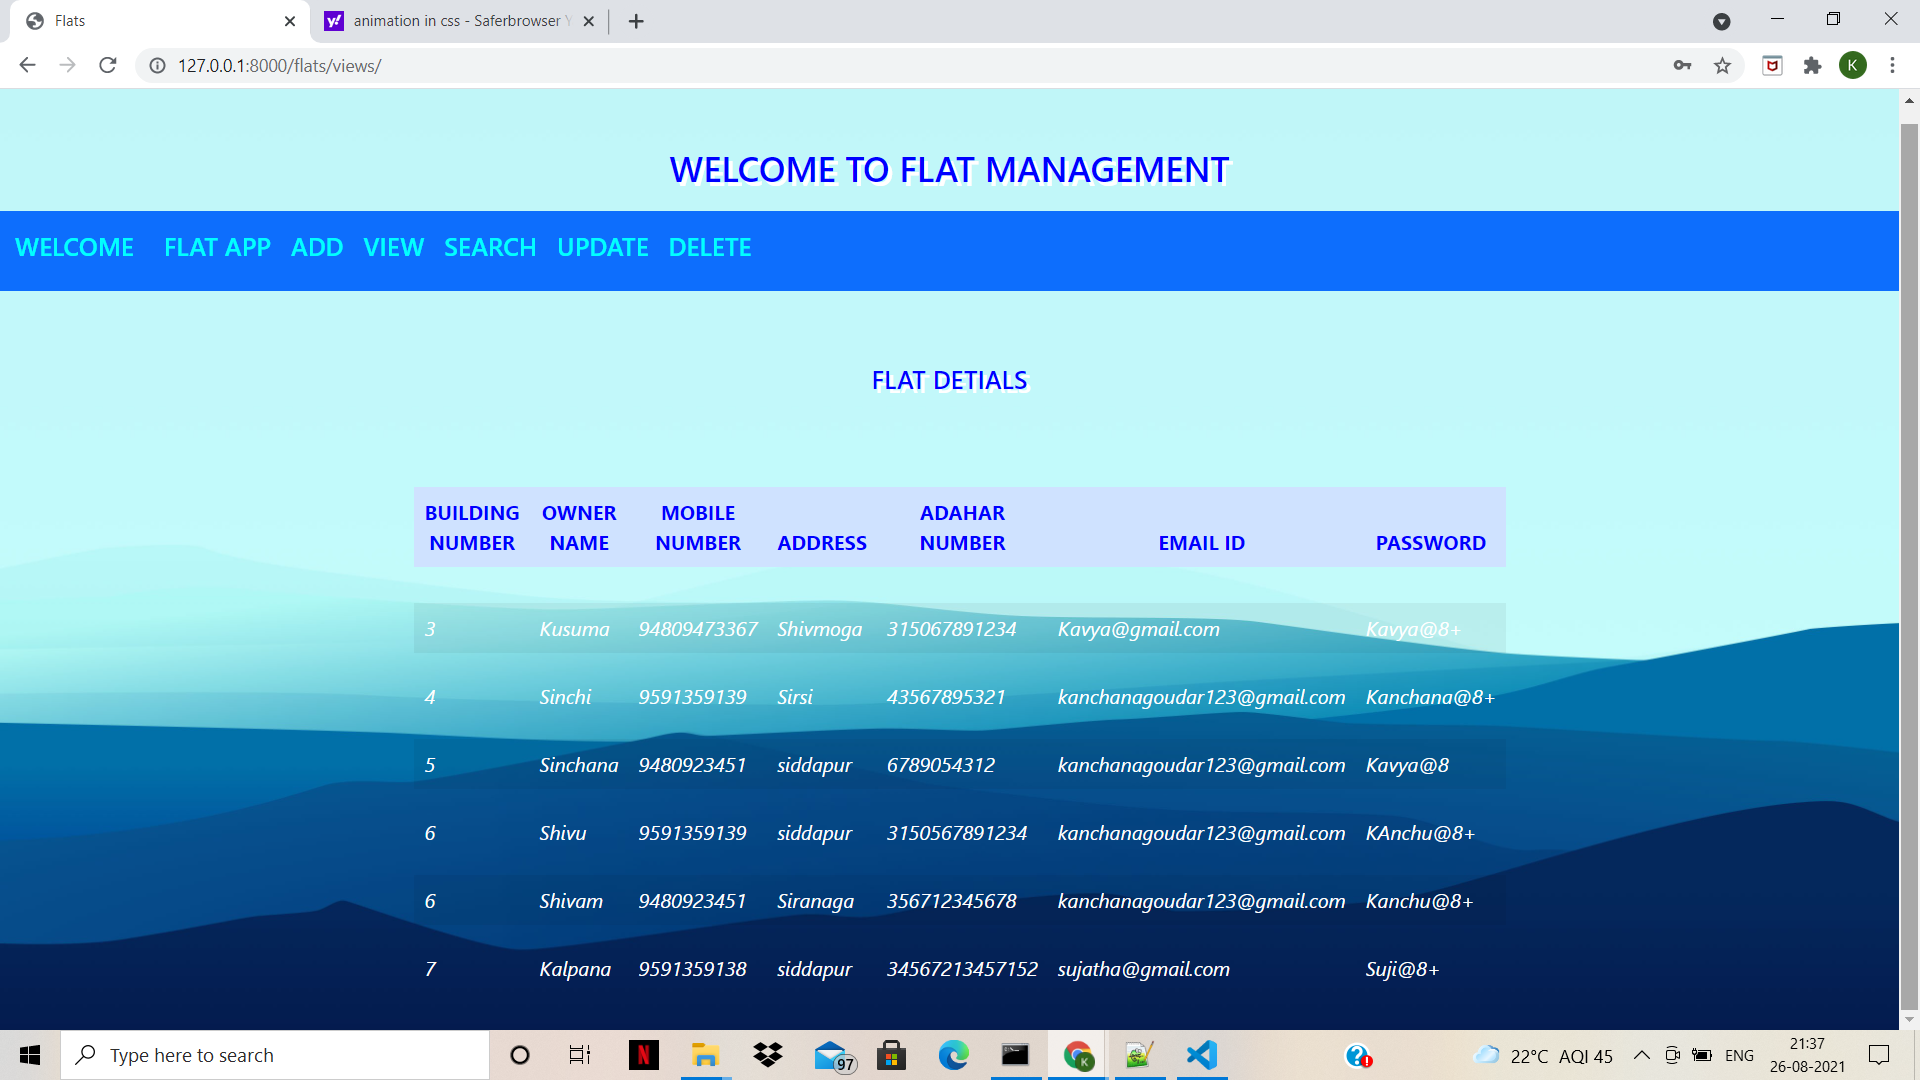 Flats
animation in css - Saferbrowser Y
127.0.0.1:8000/flats/views/
K
WELCOME TO FLAT MANAGEMENT
WELCOME FLAT APP ADD VIEW SEARCH UPDATE DELETE
FLAT DETIALS
BUILDING NUMBER OWNER NAME MOBILE NUMBER ADDRESS ADAHAR NUMBER EMAIL ID PASSWORD
3 Kusuma 94809473367 Shivmoga 315067891234 Kavya@gmail.com Kavya@8+
4 Sinchi 9591359139 Sirsi 43567895321 kanchanagoudar123@gmail.com Kanchana@8+
5 Sinchana 9480923451 siddapur 6789054312 kanchanagoudar123@gmail.com Kavya@8
6 Shivu 9591359139 siddapur 3150567891234 kanchanagoudar123@gmail.com KAnchu@8+
6 Shivam 9480923451 Siranaga 356712345678 kanchanagoudar123@gmail.com Kanchu@8+
7 Kalpana 9591359138 siddapur 34567213457152 sujatha@gmail.com Suji@8+
Type here to search
97
K
22°C AQI 45
ENG
21:37
26-08-2021